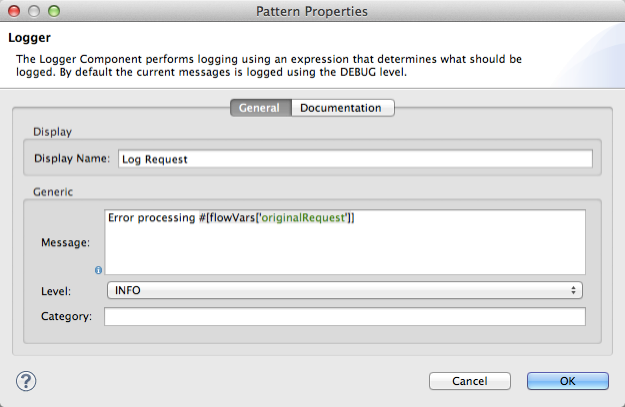 Pattern Properties
Logger
The Logger Component performs logging using an expression that determines what should be
logged. By default the current messages is logged using the DEBUG level.
General Documentation
Display
Display Name: Log Request
Generic
Error processing #[flowVars['originalRequest']]
Message:
Level: INFO
Category:
Cancel OK